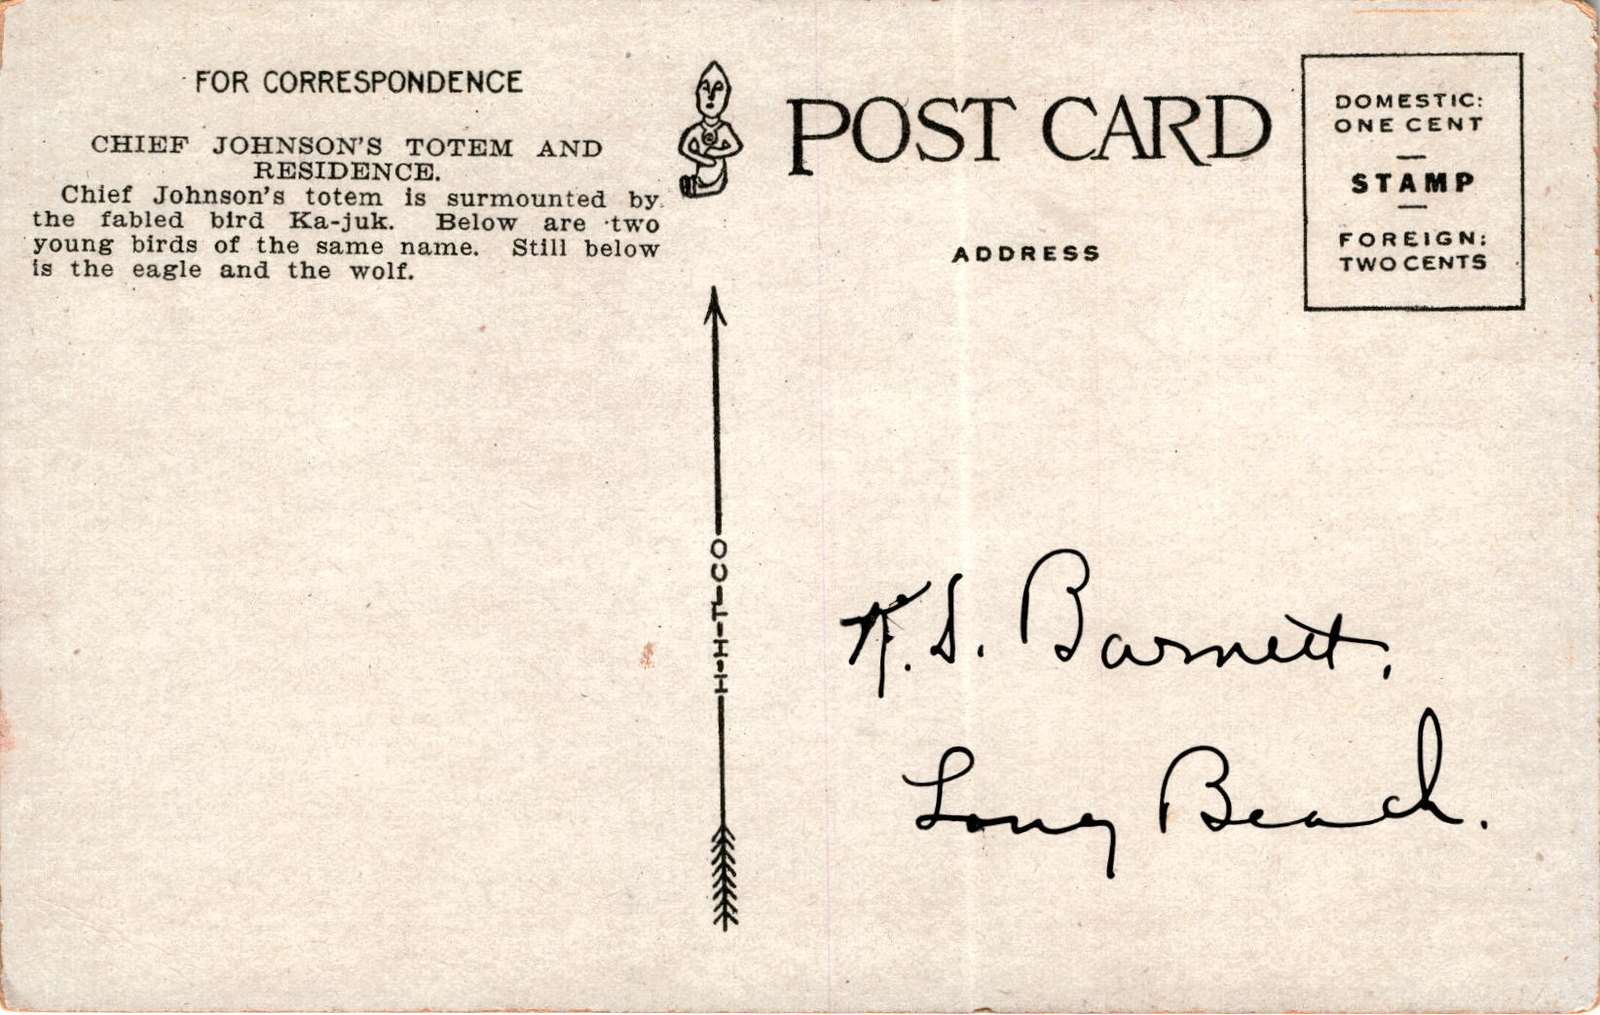 FOR CORRESPONDENCE
CHIEF JOHNSON'S TOTEM AND
RESIDENCE.
Chief Johnson's totem is surmounted by
the fabled bird Ka-juk. Below are two
young birds of the same name. Still below
is the eagle and the wolf.
H-H-T-CO
POST CARD
ADDRESS
DOMESTIC:
ONE CENT
STAMP
FOREIGN:
TWO CENTS
K. S. Barnett,
Long Beach.